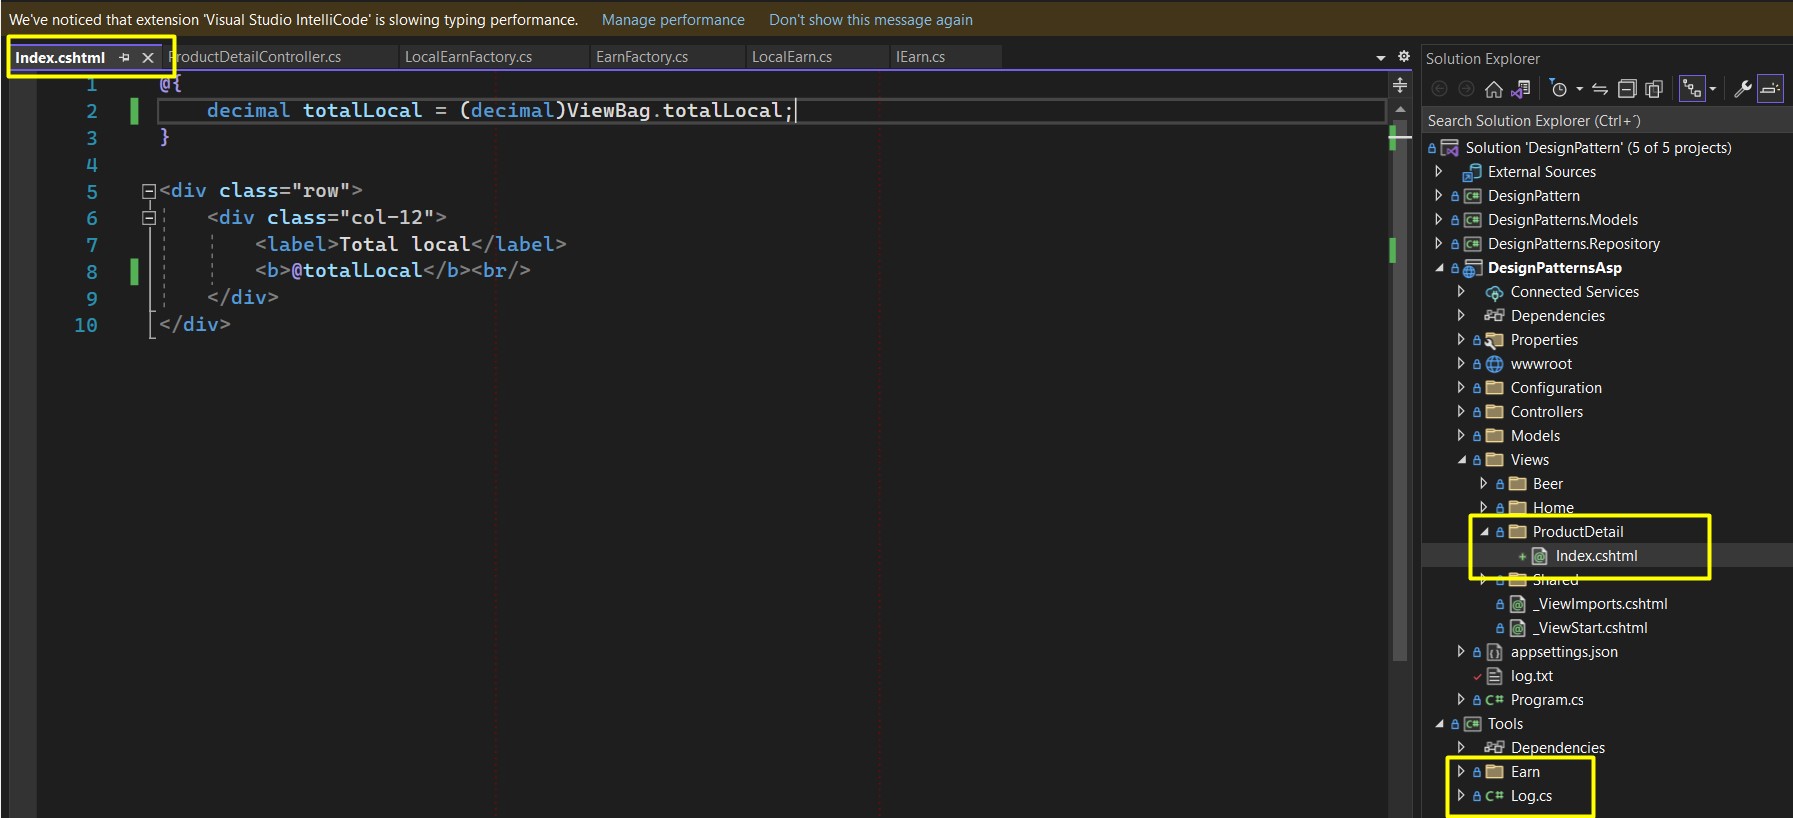 We've noticed that extension 'Visual Studio IntelliCode' is slowing typing performance. Manage performance Don't show this message again
Index.cshtml ProductDetailController.cs LocalEarnFactory.cs EarnFactory.cs LocalEarn.cs IEarn.cs
1 @{
2 decimal totalLocal = (decimal)ViewBag.totalLocal;
3 }
4
5 <div class="row">
6 <div class="col-12">
7 <label>Total local</label>
8 <b>@totalLocal</b><br/>
9 </div>
10 </div>
Solution Explorer
Search Solution Explorer (Ctrl+´)
Solution 'DesignPattern' (5 of 5 projects)
External Sources
C# DesignPattern
C# DesignPatterns.Models
C# DesignPatterns.Repository
DesignPatternsAsp
Connected Services
Dependencies
Properties
wwwroot
Configuration
Controllers
Models
Views
Beer
Home
ProductDetail
Index.cshtml
Shared
_ViewImports.cshtml
_ViewStart.cshtml
appsettings.json
log.txt
C# Program.cs
C# Tools
Dependencies
Earn
C# Log.cs